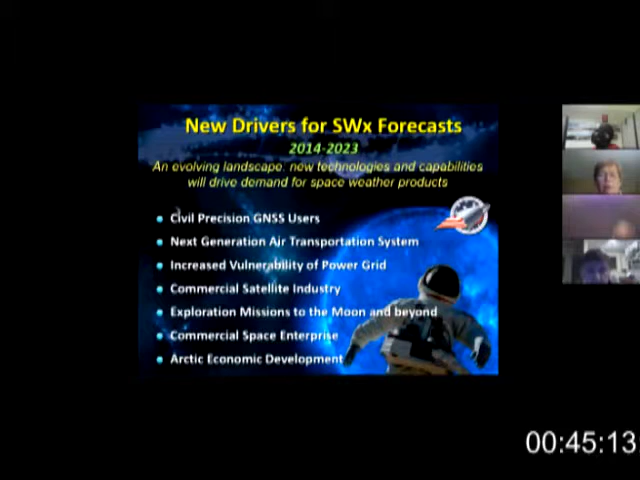 New Drivers for SWx Forecasts
2014-2023
An evolving landscape: new technologies and capabilities
will drive demand for space weather products
Civil Precision GNSS Users
Next Generation Air Transportation System
Increased Vulnerability of Power Grid
Commercial Satellite Industry
Exploration Missions to the Moon and beyond
Commercial Space Enterprise
Arctic Economic Development
00:45:13